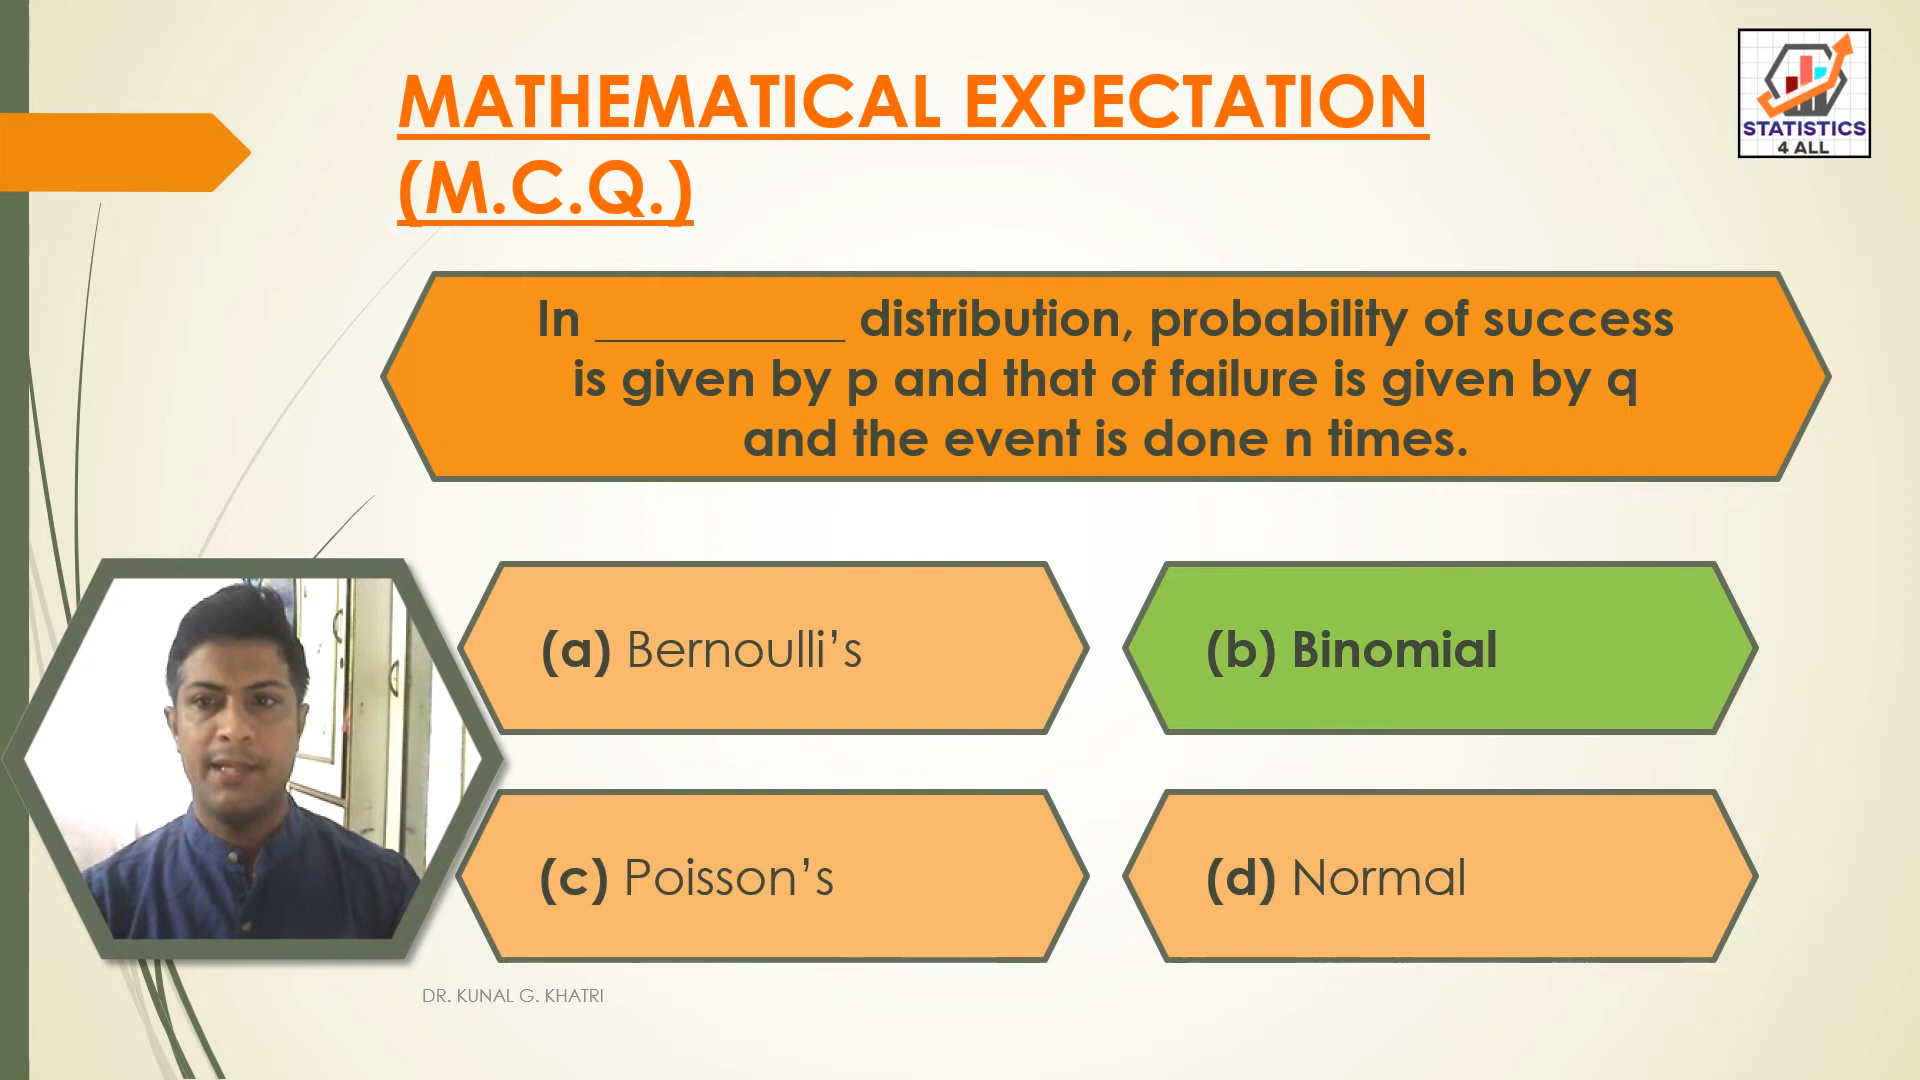 MATHEMATICAL EXPECTATION
(M.C.Q.)
STATISTICS
4 ALL
In __________ distribution, probability of success
is given by p and that of failure is given by q
and the event is done n times.
(a) Bernoulli’s
(b) Binomial
(c) Poisson’s
(d) Normal
DR. KUNAL G. KHATRI